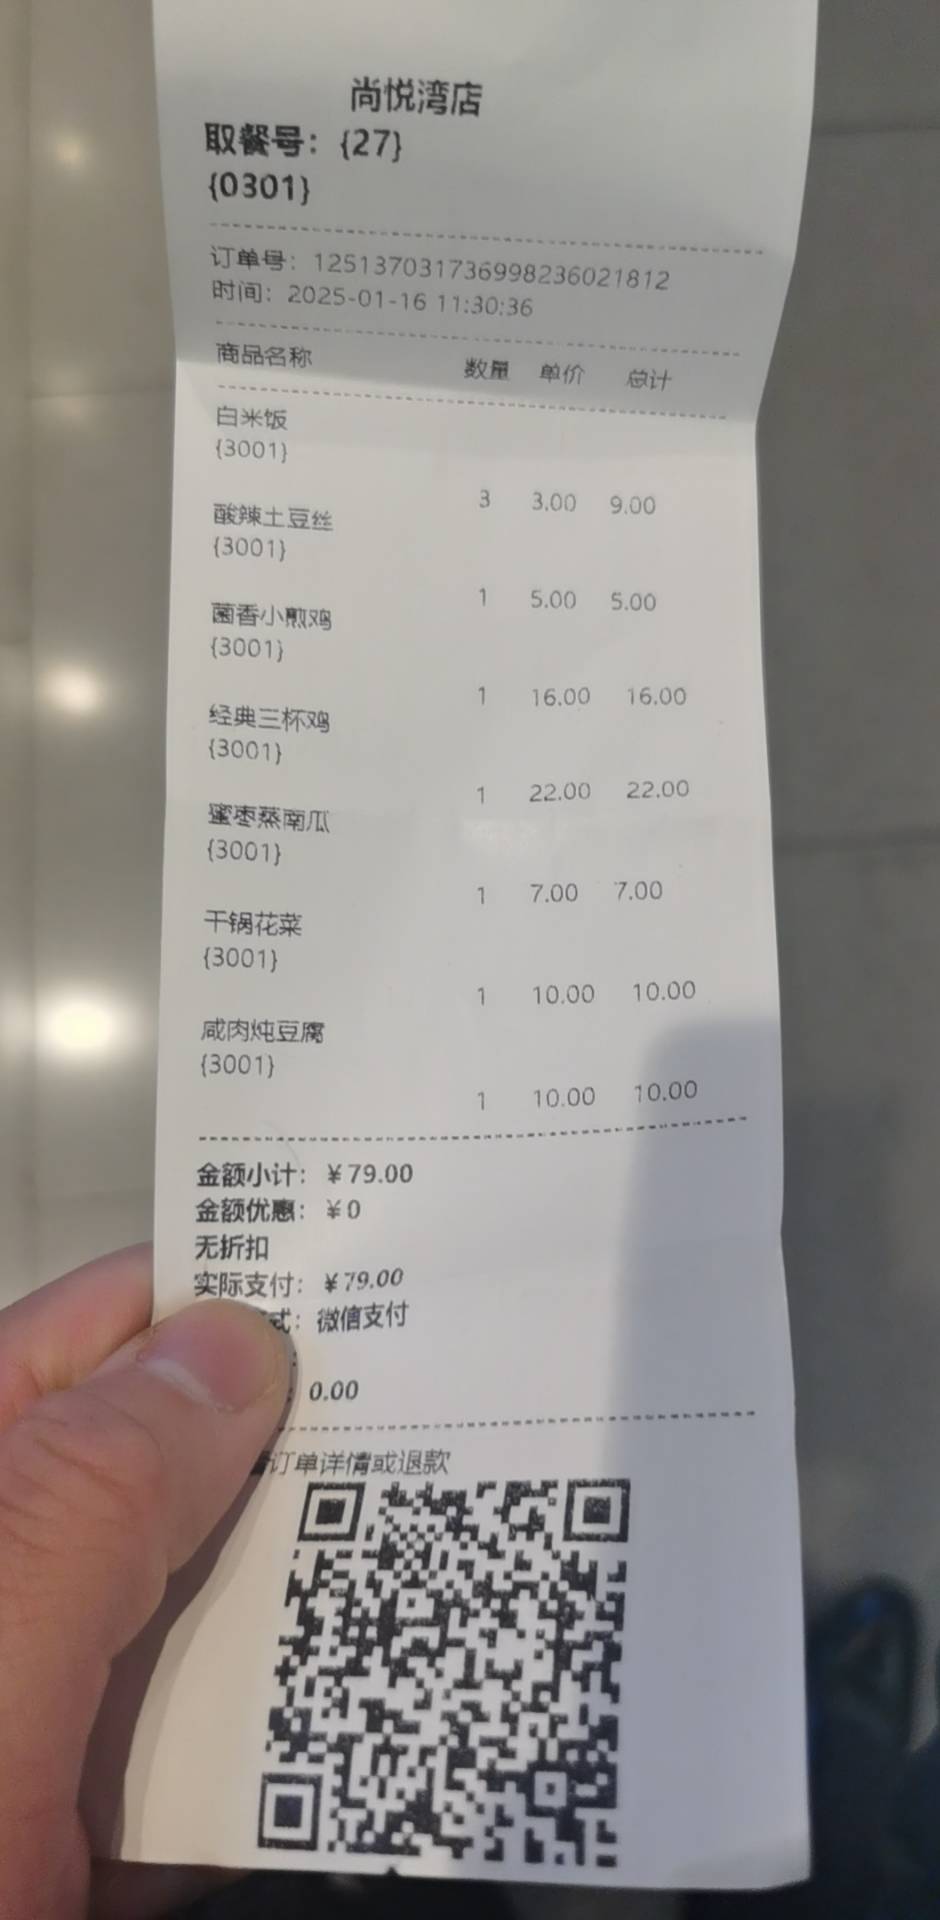 尚悦湾店
取餐号：{27}
{0301}
订单号：125137031736998236021812
时间：2025-01-16 11:30:36
商品名称 数量 单价 总计
白米饭
{3001}
3 3.00 9.00
酸辣土豆丝
{3001}
1 5.00 5.00
菌香小煎鸡
{3001}
1 16.00 16.00
经典三杯鸡
{3001}
1 22.00 22.00
蜜枣蒸南瓜
{3001}
1 7.00 7.00
干锅花菜
{3001}
1 10.00 10.00
咸肉炖豆腐
{3001}
1 10.00 10.00
金额小计：￥79.00
金额优惠：￥0
无折扣
实际支付：￥79.00
式：微信支付
0.00
订单详情或退款